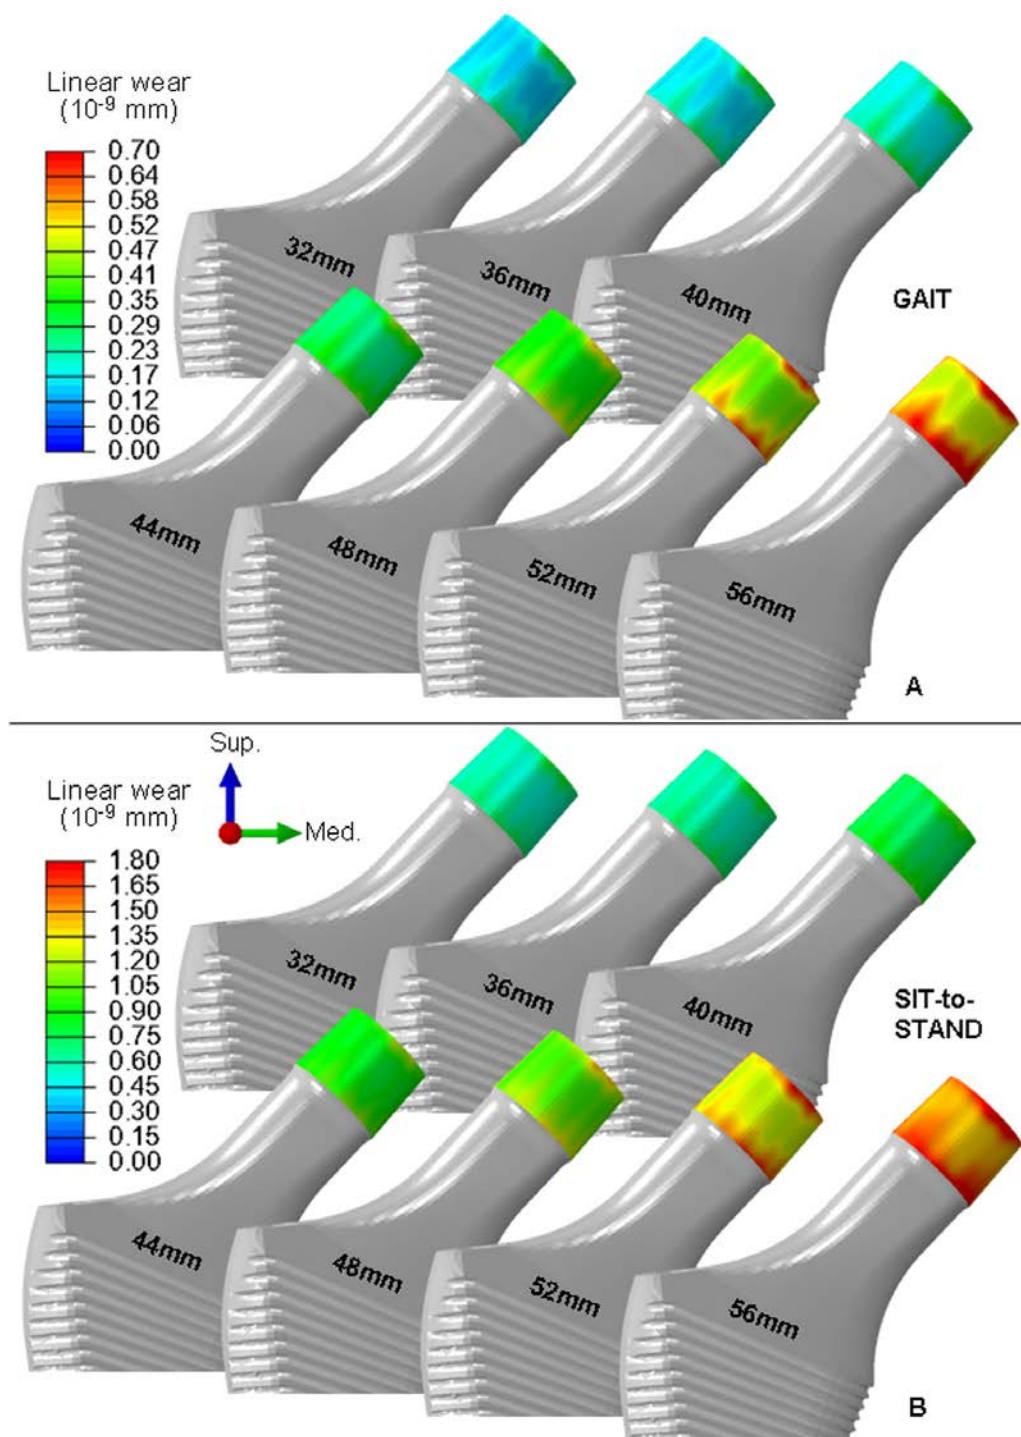 Linear wear
(10⁻⁹ mm)
0.70
0.64
0.58
0.52
0.47
0.41
0.35
0.29
0.23
0.17
0.12
0.06
0.00
32mm
36mm
40mm
GAIT
44mm
48mm
52mm
56mm
A
Sup.
Med.
Linear wear
(10⁻⁹ mm)
1.80
1.65
1.50
1.35
1.20
1.05
0.90
0.75
0.60
0.45
0.30
0.15
0.00
32mm
36mm
40mm
SIT-to-
STAND
44mm
48mm
52mm
56mm
B